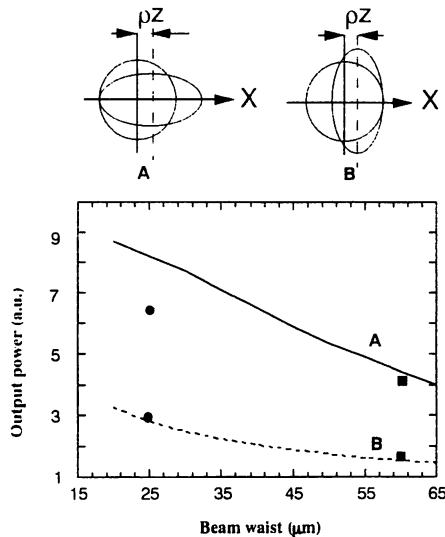 ρZ
ρZ
X
X
A
B
9
7
5
3
1
Output power (a.u.)
A
B
15
25
35
45
55
65
Beam waist (μm)